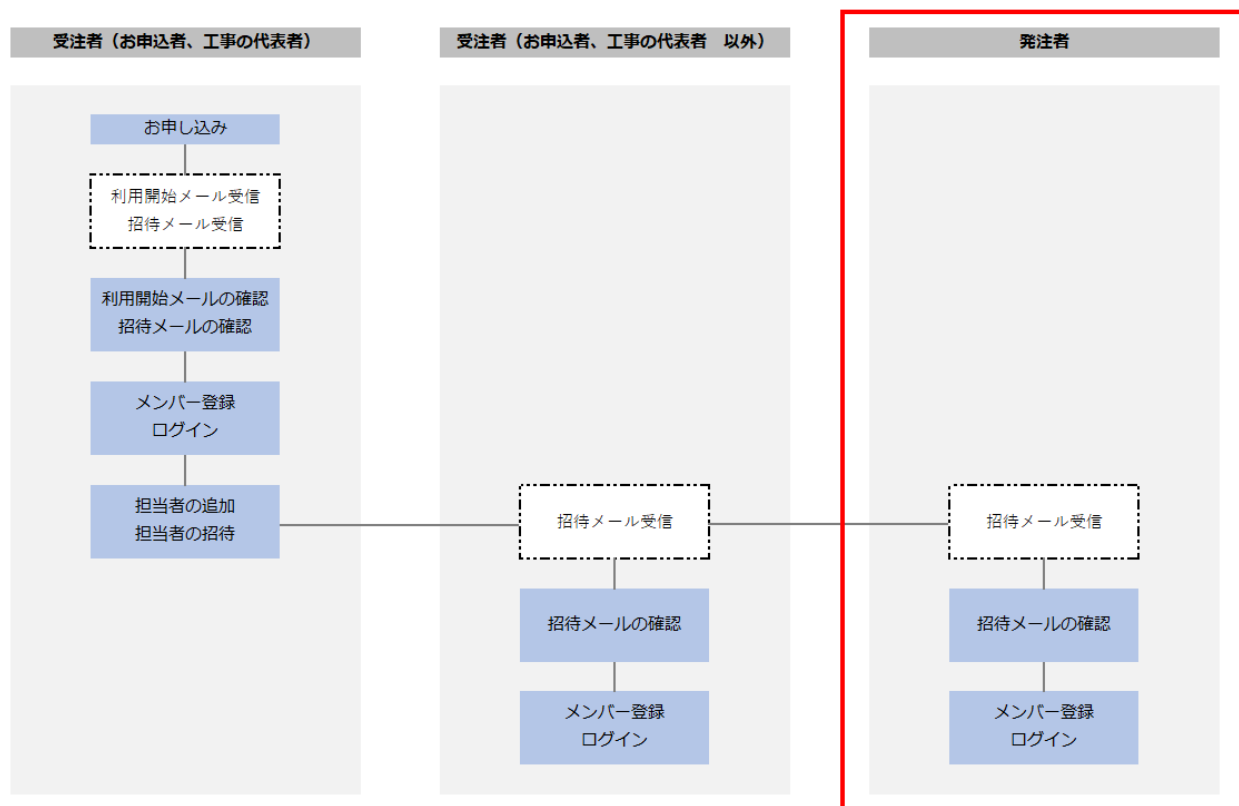 受注者（お申込者、工事の代表者）
お申し込み
利用開始メール受信
招待メール受信
利用開始メールの確認
招待メールの確認
メンバー登録
ログイン
担当者の追加
担当者の招待
受注者（お申込者、工事の代表者　以外）
招待メール受信
招待メールの確認
メンバー登録
ログイン
発注者
招待メール受信
招待メールの確認
メンバー登録
ログイン